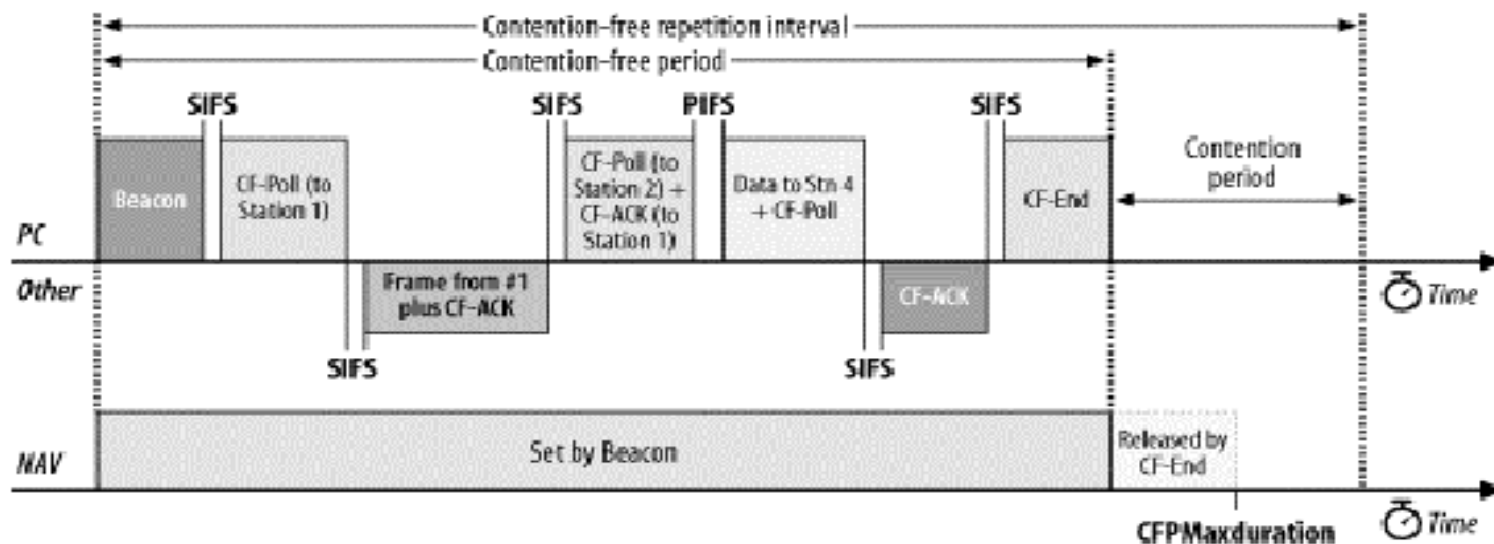 Contention-free repetition interval
Contention-free period
SIFS
SIFS
PIFS
SIFS
Beacon
CF-Poll (to
Station 1)
CF-Poll (to
Station 2) +
CF-ACK (to
Station 1)
Data to Stn 4
+ CF-Poll
CF-End
Contention
period
PC
Other
Frame from #1
plus CF-ACK
CF-ACK
Time
SIFS
SIFS
Set by Beacon
Released by
CF-End
NAV
CFPMaxduration
Time